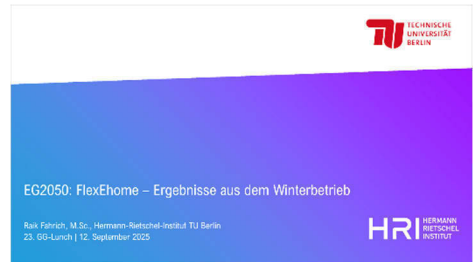 TECHNISCHE
UNIVERSITÄT
BERLIN
EG2050: FlexEhome – Ergebnisse aus dem Winterbetrieb
Raik Fahrich, M.Sc., Hermann-Rietschel-Institut TU Berlin
23. GG-Lunch | 12. September 2025
HRI
HERMANN
RIETSCHEL
INSTITUT